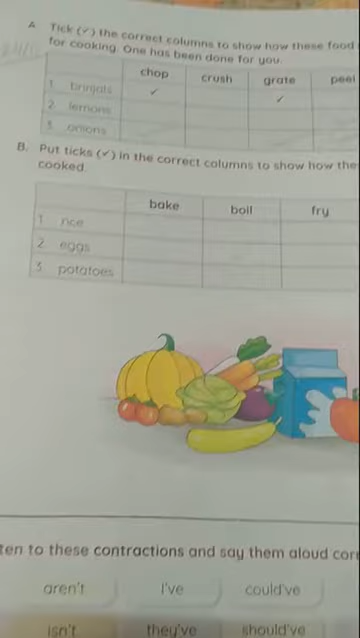 A. Tick (✓) the correct columns to show how these food
for cooking. One has been done for you.
chop crush grate peel
1. brinjals ✓ ✓
2. lemons
3. onions
B. Put ticks (✓) in the correct columns to show how the
cooked.
bake boil fry
1. rice
2. eggs
3. potatoes
ten to these contractions and say them aloud corr
aren't I've could've
isn't they've should've